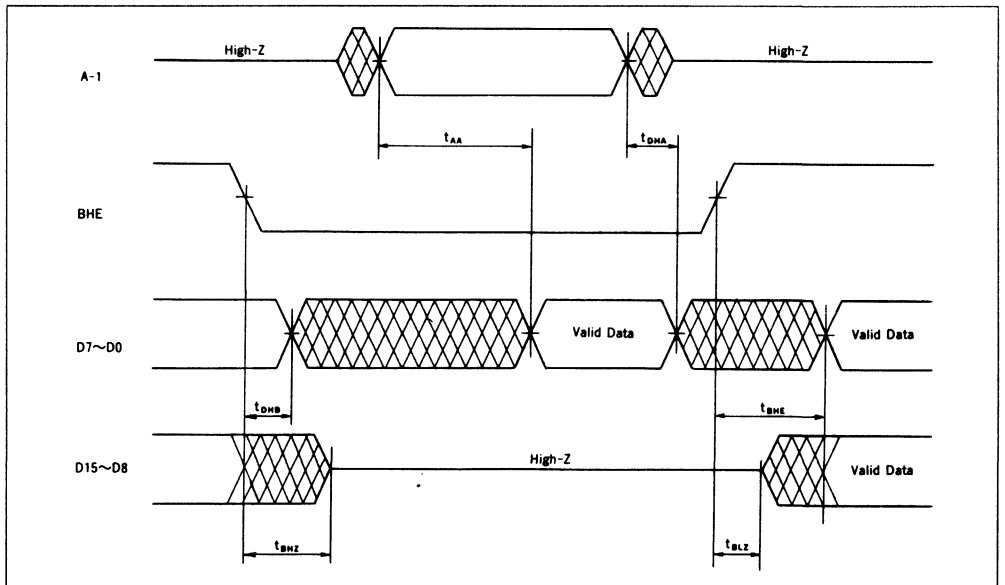 High-Z
High-Z
A-1
tAA
tDHA
BHE
D7～D0
Valid Data
Valid Data
tDHB
tBHE
D15～D8
High-Z
Valid Data
tBHZ
tBLZ